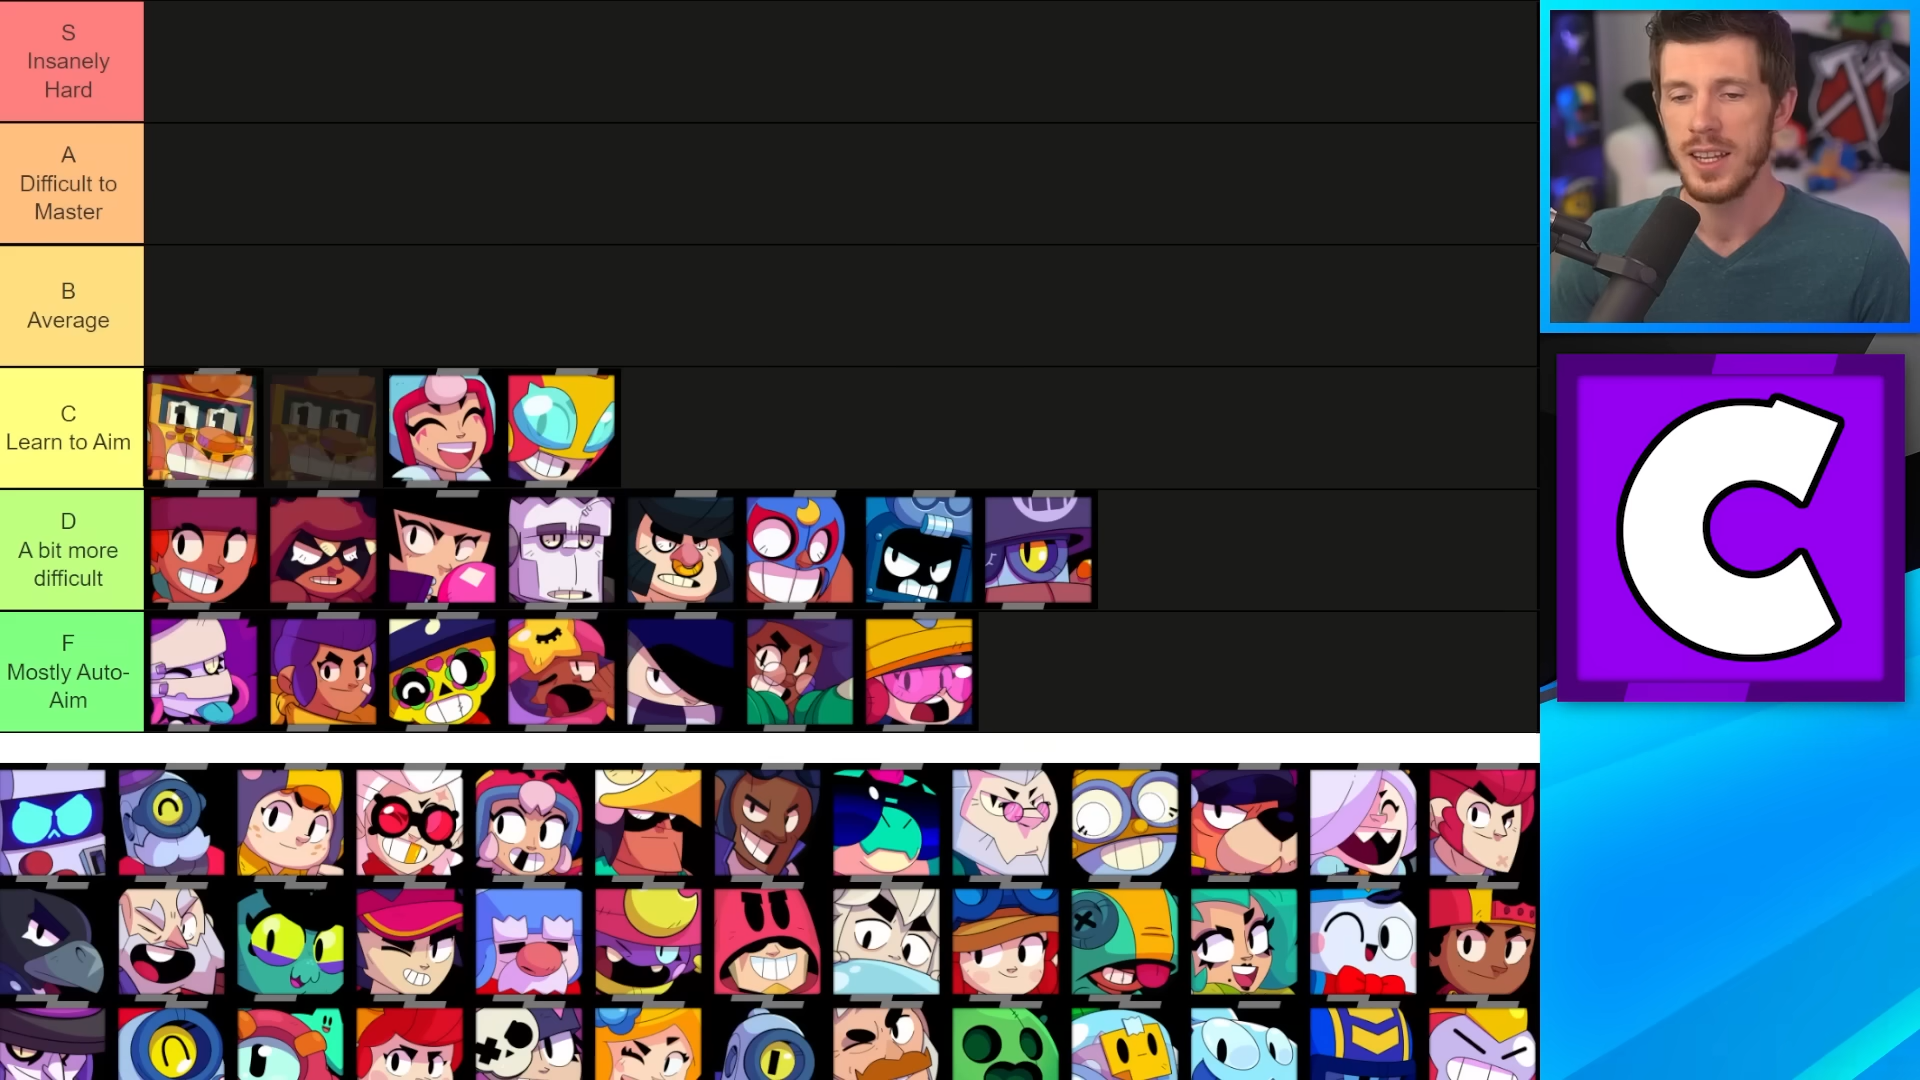 S
Insanely
Hard
A
Difficult to
Master
B
Average
C
Learn to Aim
D
A bit more
difficult
F
Mostly Auto-
Aim
C